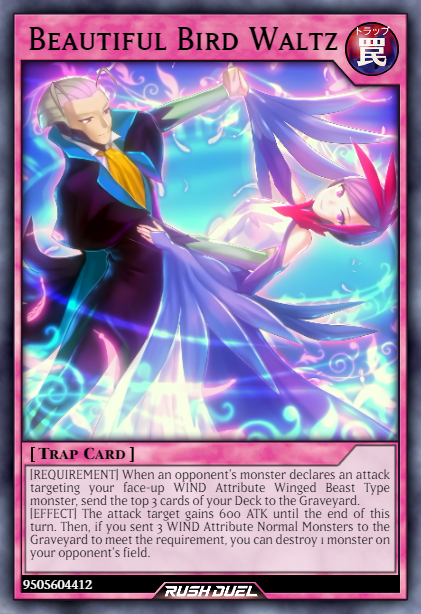 Beautiful Bird Waltz
トラップ
罠
[ Trap Card ]
[REQUIREMENT] When an opponent's monster declares an attack
targeting your face-up WIND Attribute Winged Beast Type
monster, send the top 3 cards of your Deck to the Graveyard.
[EFFECT] The attack target gains 600 ATK until the end of this
turn. Then, if you sent 3 WIND Attribute Normal Monsters to the
Graveyard to meet the requirement, you can destroy 1 monster on
your opponent's field.
9505604412
RUSH DUEL